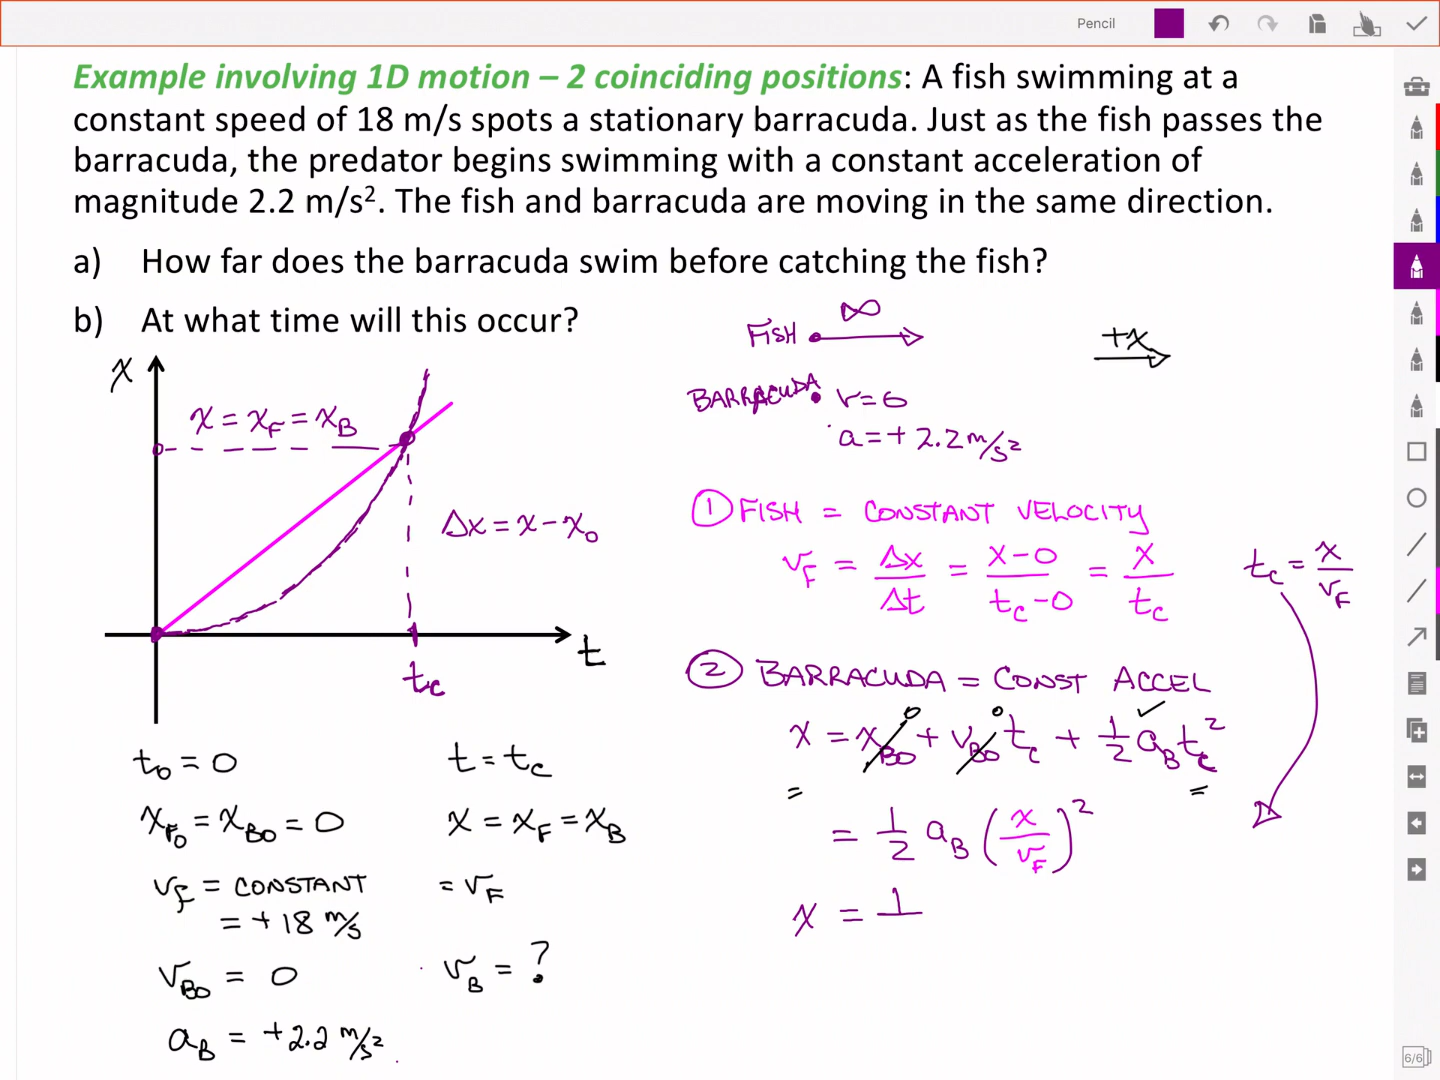 Pencil
Example involving 1D motion – 2 coinciding positions: A fish swimming at a
constant speed of 18 m/s spots a stationary barracuda. Just as the fish passes the
barracuda, the predator begins swimming with a constant acceleration of
magnitude 2.2 m/s². The fish and barracuda are moving in the same direction.
a) How far does the barracuda swim before catching the fish?
b) At what time will this occur?
FISH
+x
BARRACUDA v=0
a=+2.2m/s²
x
x = x_F = x_B
Δx = x - x_0
t
t_c
① FISH = CONSTANT VELOCITY
v_F = Δx/Δt = (x-0)/(t_c-0) = x/t_c
t_c = x/v_F
② BARRACUDA = CONST ACCEL
x = x_B0 + v_B0 t_c + 1/2 a_B t_c²
0 0
= =
= 1/2 a_B (x/v_F)²
x = 1
t_0 = 0
x_F0 = x_B0 = 0
v_F = CONSTANT
= +18 m/s
v_B0 = 0
a_B = +2.2 m/s²
t = t_c
x = x_F = x_B
= v_F
v_B = ?
6/6